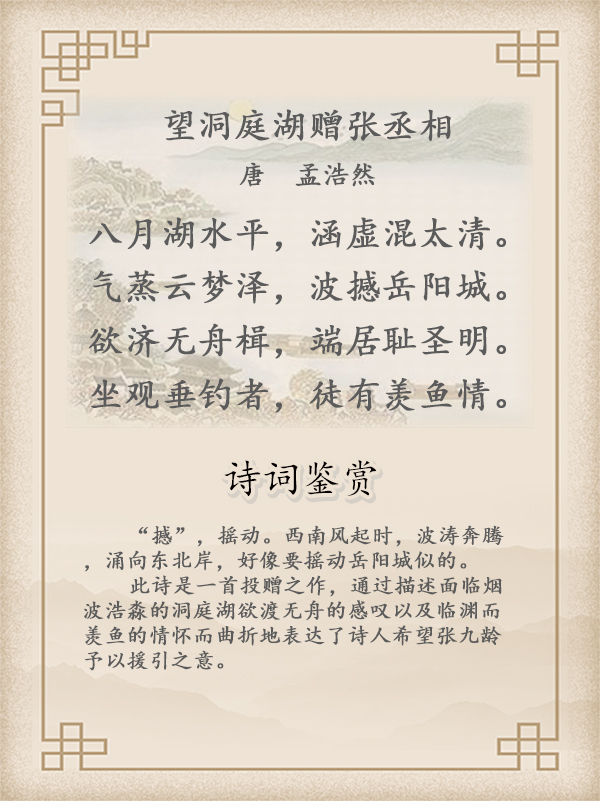 望洞庭湖赠张丞相
唐 孟浩然
八月湖水平，涵虚混太清。
气蒸云梦泽，波撼岳阳城。
欲济无舟楫，端居耻圣明。
坐观垂钓者，徒有羡鱼情。
诗词鉴赏
“撼”，摇动。西南风起时，波涛奔腾
，涌向东北岸，好像要摇动岳阳城似的。
此诗是一首投赠之作，通过描述面临烟
波浩淼的洞庭湖欲渡无舟的感叹以及临渊而
羡鱼的情怀而曲折地表达了诗人希望张九龄
予以援引之意。